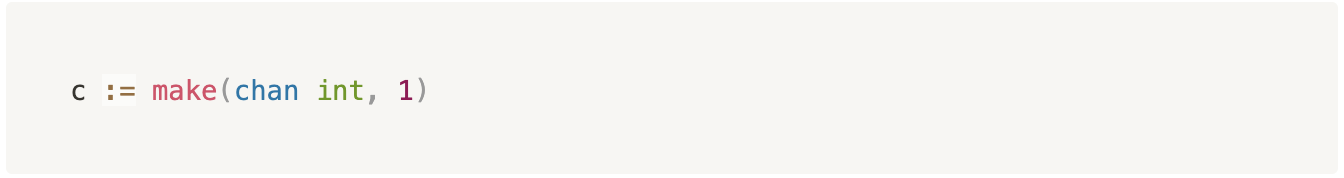 c := make(chan int, 1)